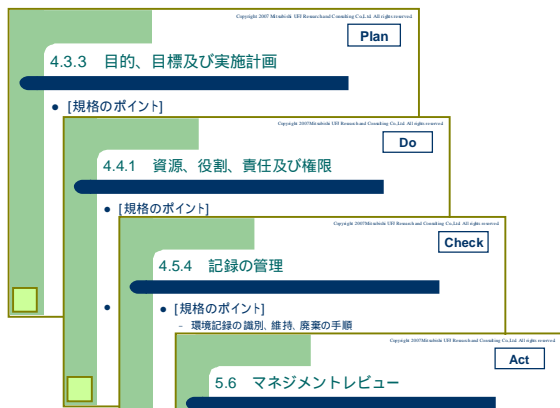 Copyright 2007 Mitsubishi UFJ Research and Consulting Co.,Ltd. All rights reserved.
Plan
4.3.3 目的、目標及び実施計画
● [規格のポイント]
Copyright 2007 Mitsubishi UFJ Research and Consulting Co.,Ltd. All rights reserved.
Do
4.4.1 資源、役割、責任及び権限
● [規格のポイント]
Copyright 2007 Mitsubishi UFJ Research and Consulting Co.,Ltd. All rights reserved.
Check
4.5.4 記録の管理
● [規格のポイント]
- 環境記録の識別、維持、廃棄の手順
Copyright 2007 Mitsubishi UFJ Research and Consulting Co.,Ltd. All rights reserved.
Act
5.6 マネジメントレビュー